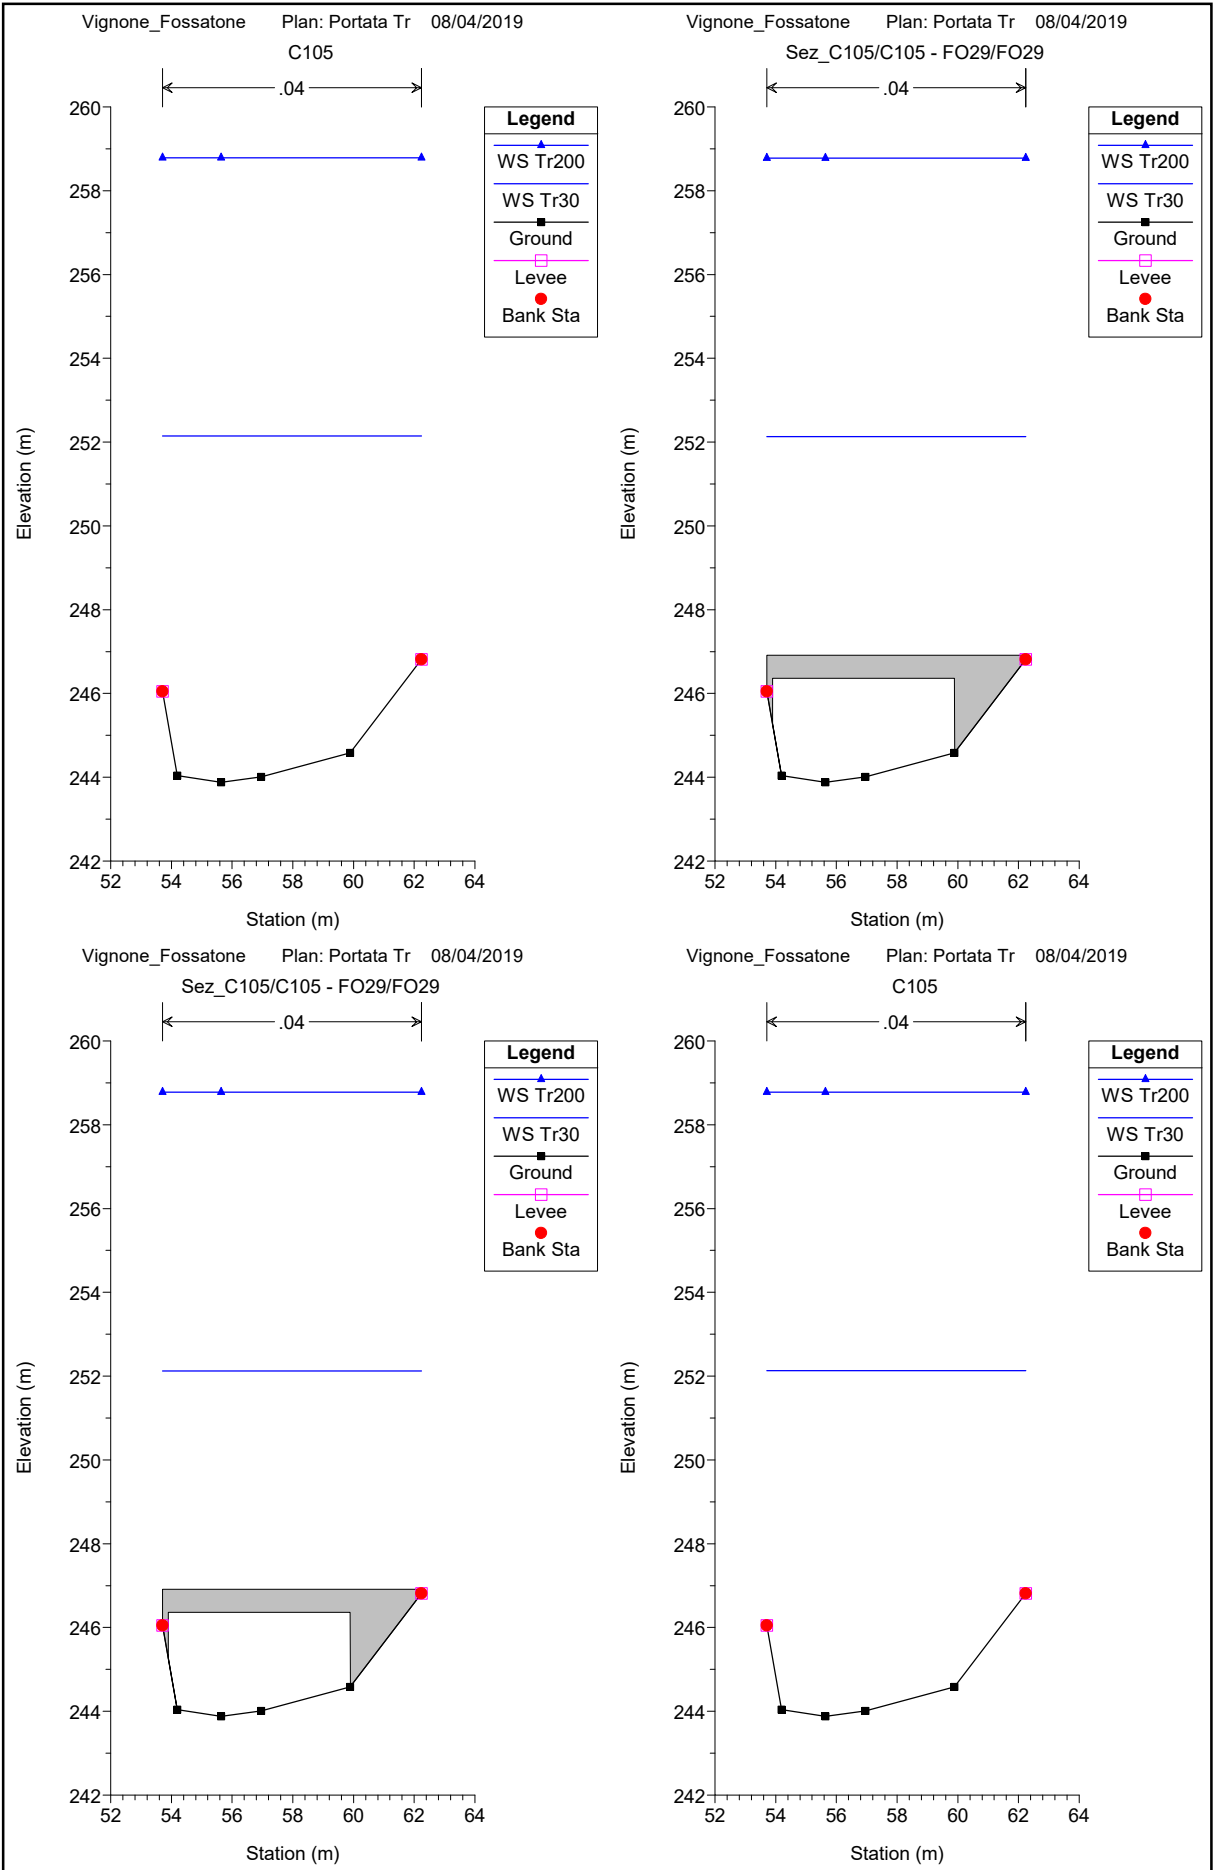 Vignone_Fossatone Plan: Portata Tr 08/04/2019
C105
.04
260
258
256
254
252
250
248
246
244
242
52 54 56 58 60 62 64
Elevation (m)
Station (m)
Legend
WS Tr200
WS Tr30
Ground
Levee
Bank Sta
Vignone_Fossatone Plan: Portata Tr 08/04/2019
Sez_C105/C105 - FO29/FO29
.04
260
258
256
254
252
250
248
246
244
242
52 54 56 58 60 62 64
Elevation (m)
Station (m)
Legend
WS Tr200
WS Tr30
Ground
Levee
Bank Sta
Vignone_Fossatone Plan: Portata Tr 08/04/2019
Sez_C105/C105 - FO29/FO29
.04
260
258
256
254
252
250
248
246
244
242
52 54 56 58 60 62 64
Elevation (m)
Station (m)
Legend
WS Tr200
WS Tr30
Ground
Levee
Bank Sta
Vignone_Fossatone Plan: Portata Tr 08/04/2019
C105
.04
260
258
256
254
252
250
248
246
244
242
52 54 56 58 60 62 64
Elevation (m)
Station (m)
Legend
WS Tr200
WS Tr30
Ground
Levee
Bank Sta